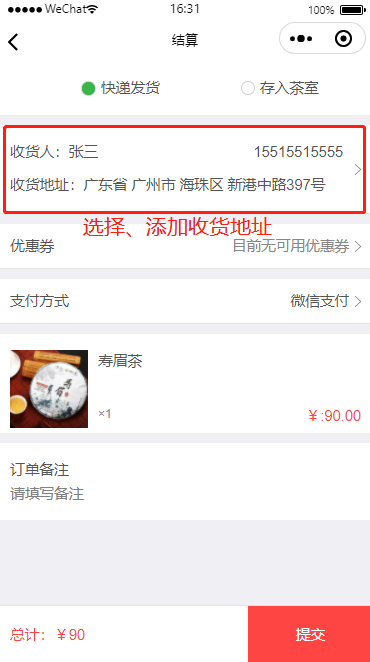 WeChat 16:31 100%
结算
快递发货 存入茶室
收货人：张三 15515515555
收货地址：广东省 广州市 海珠区 新港中路397号
选择、添加收货地址
优惠券 目前无可用优惠券
支付方式 微信支付
寿眉茶
×1 ￥:90.00
订单备注
请填写备注
总计：￥90 提交